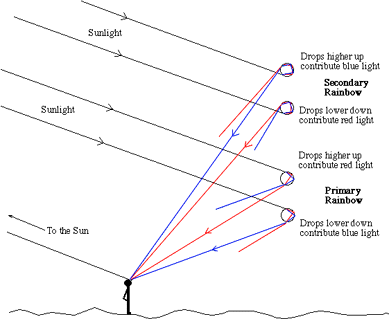 Sunlight
Drops higher up
contribute blue light
Secondary
Rainbow
Sunlight
Drops lower down
contribute red light
Drops higher up
contribute red light
Primary
Rainbow
Drops lower down
contribute blue light
To the Sun